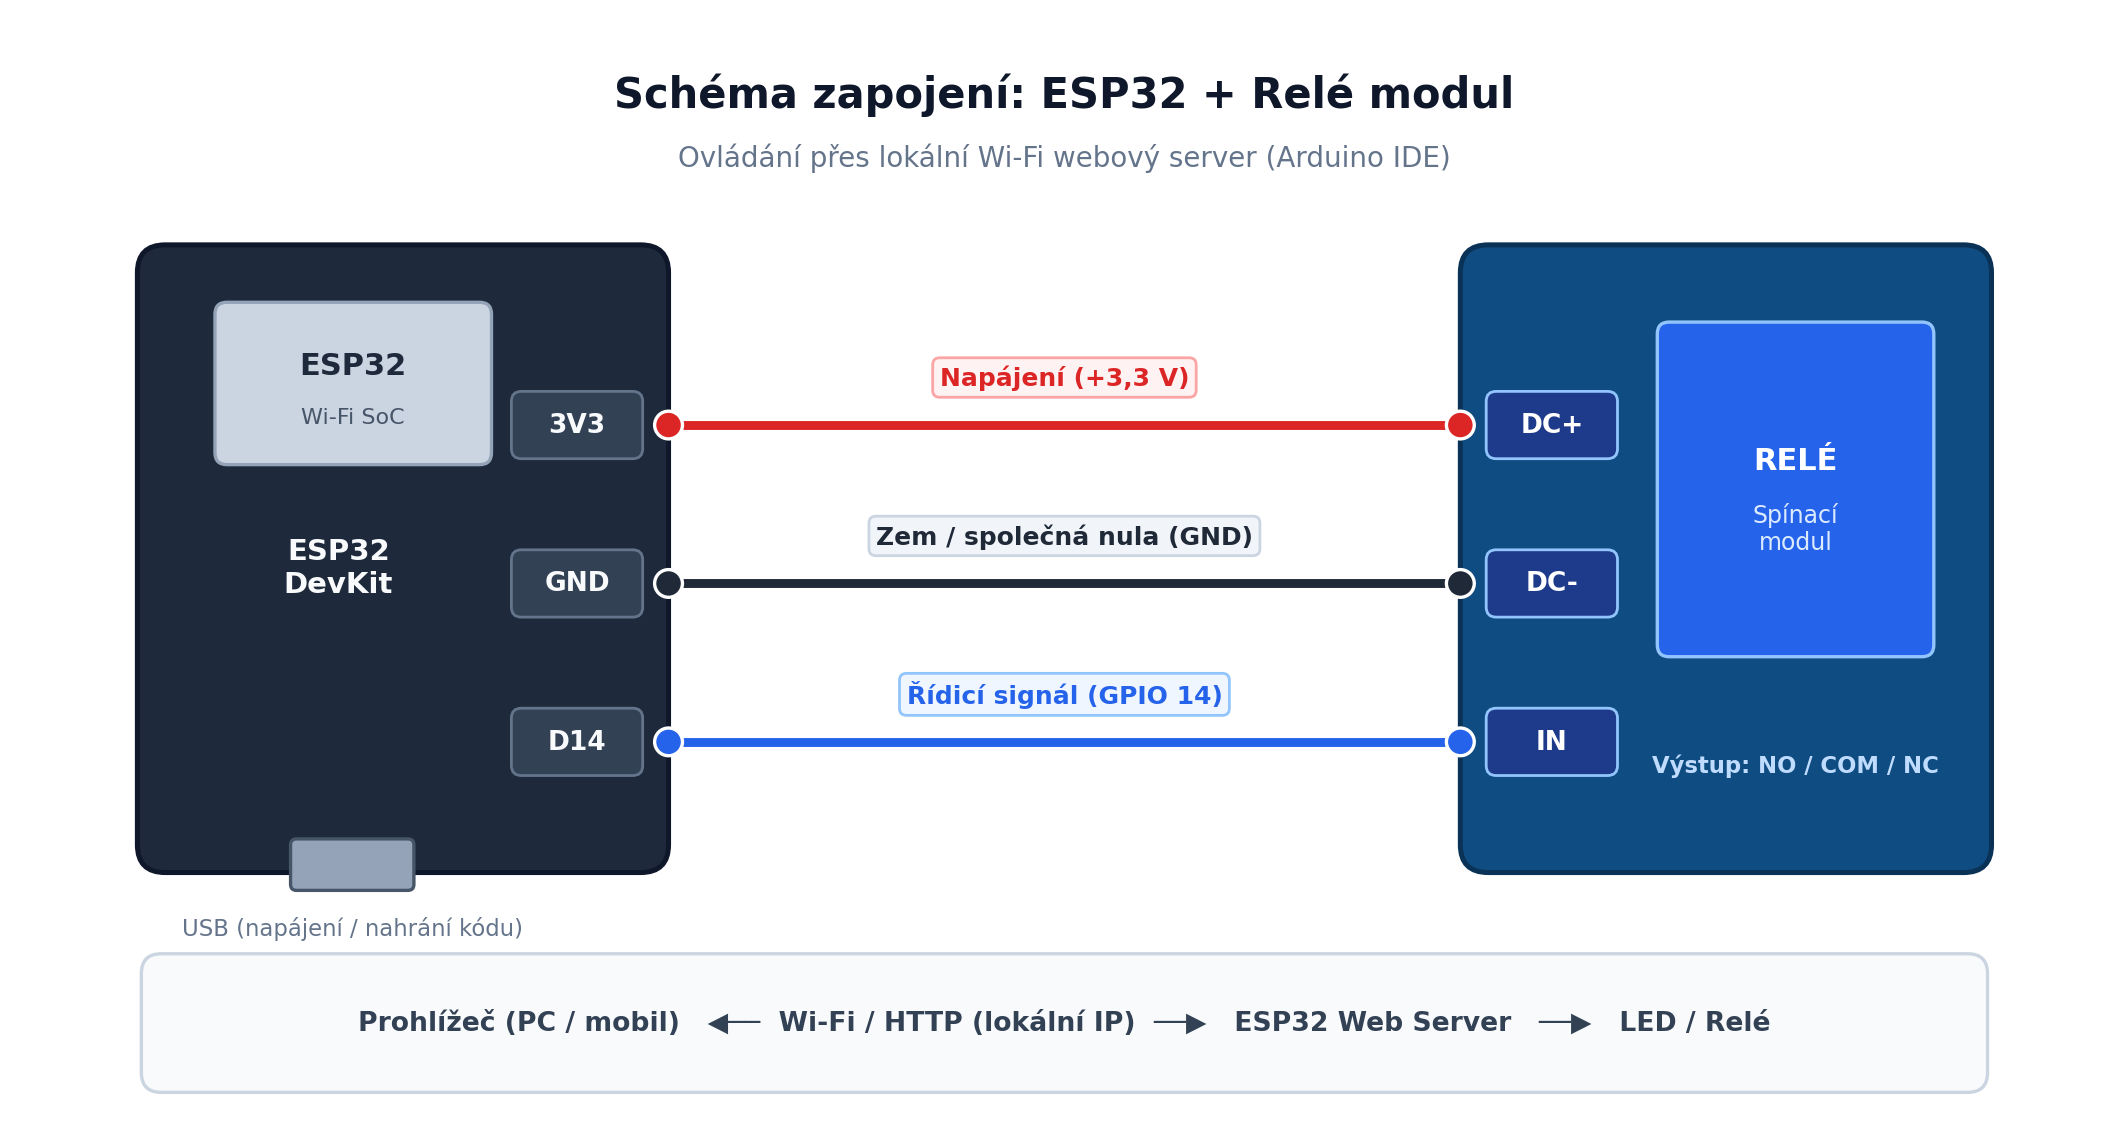 Schéma zapojení: ESP32 + Relé modul
Ovládání přes lokální Wi-Fi webový server (Arduino IDE)
ESP32
Wi-Fi SoC
ESP32
DevKit
3V3
GND
D14
Napájení (+3,3 V)
Zem / společná nula (GND)
Řídicí signál (GPIO 14)
DC+
DC-
IN
RELÉ
Spínací
modul
Výstup: NO / COM / NC
USB (napájení / nahrání kódu)
Prohlížeč (PC / mobil) ◀— Wi-Fi / HTTP (lokální IP) —▶ ESP32 Web Server —▶ LED / Relé